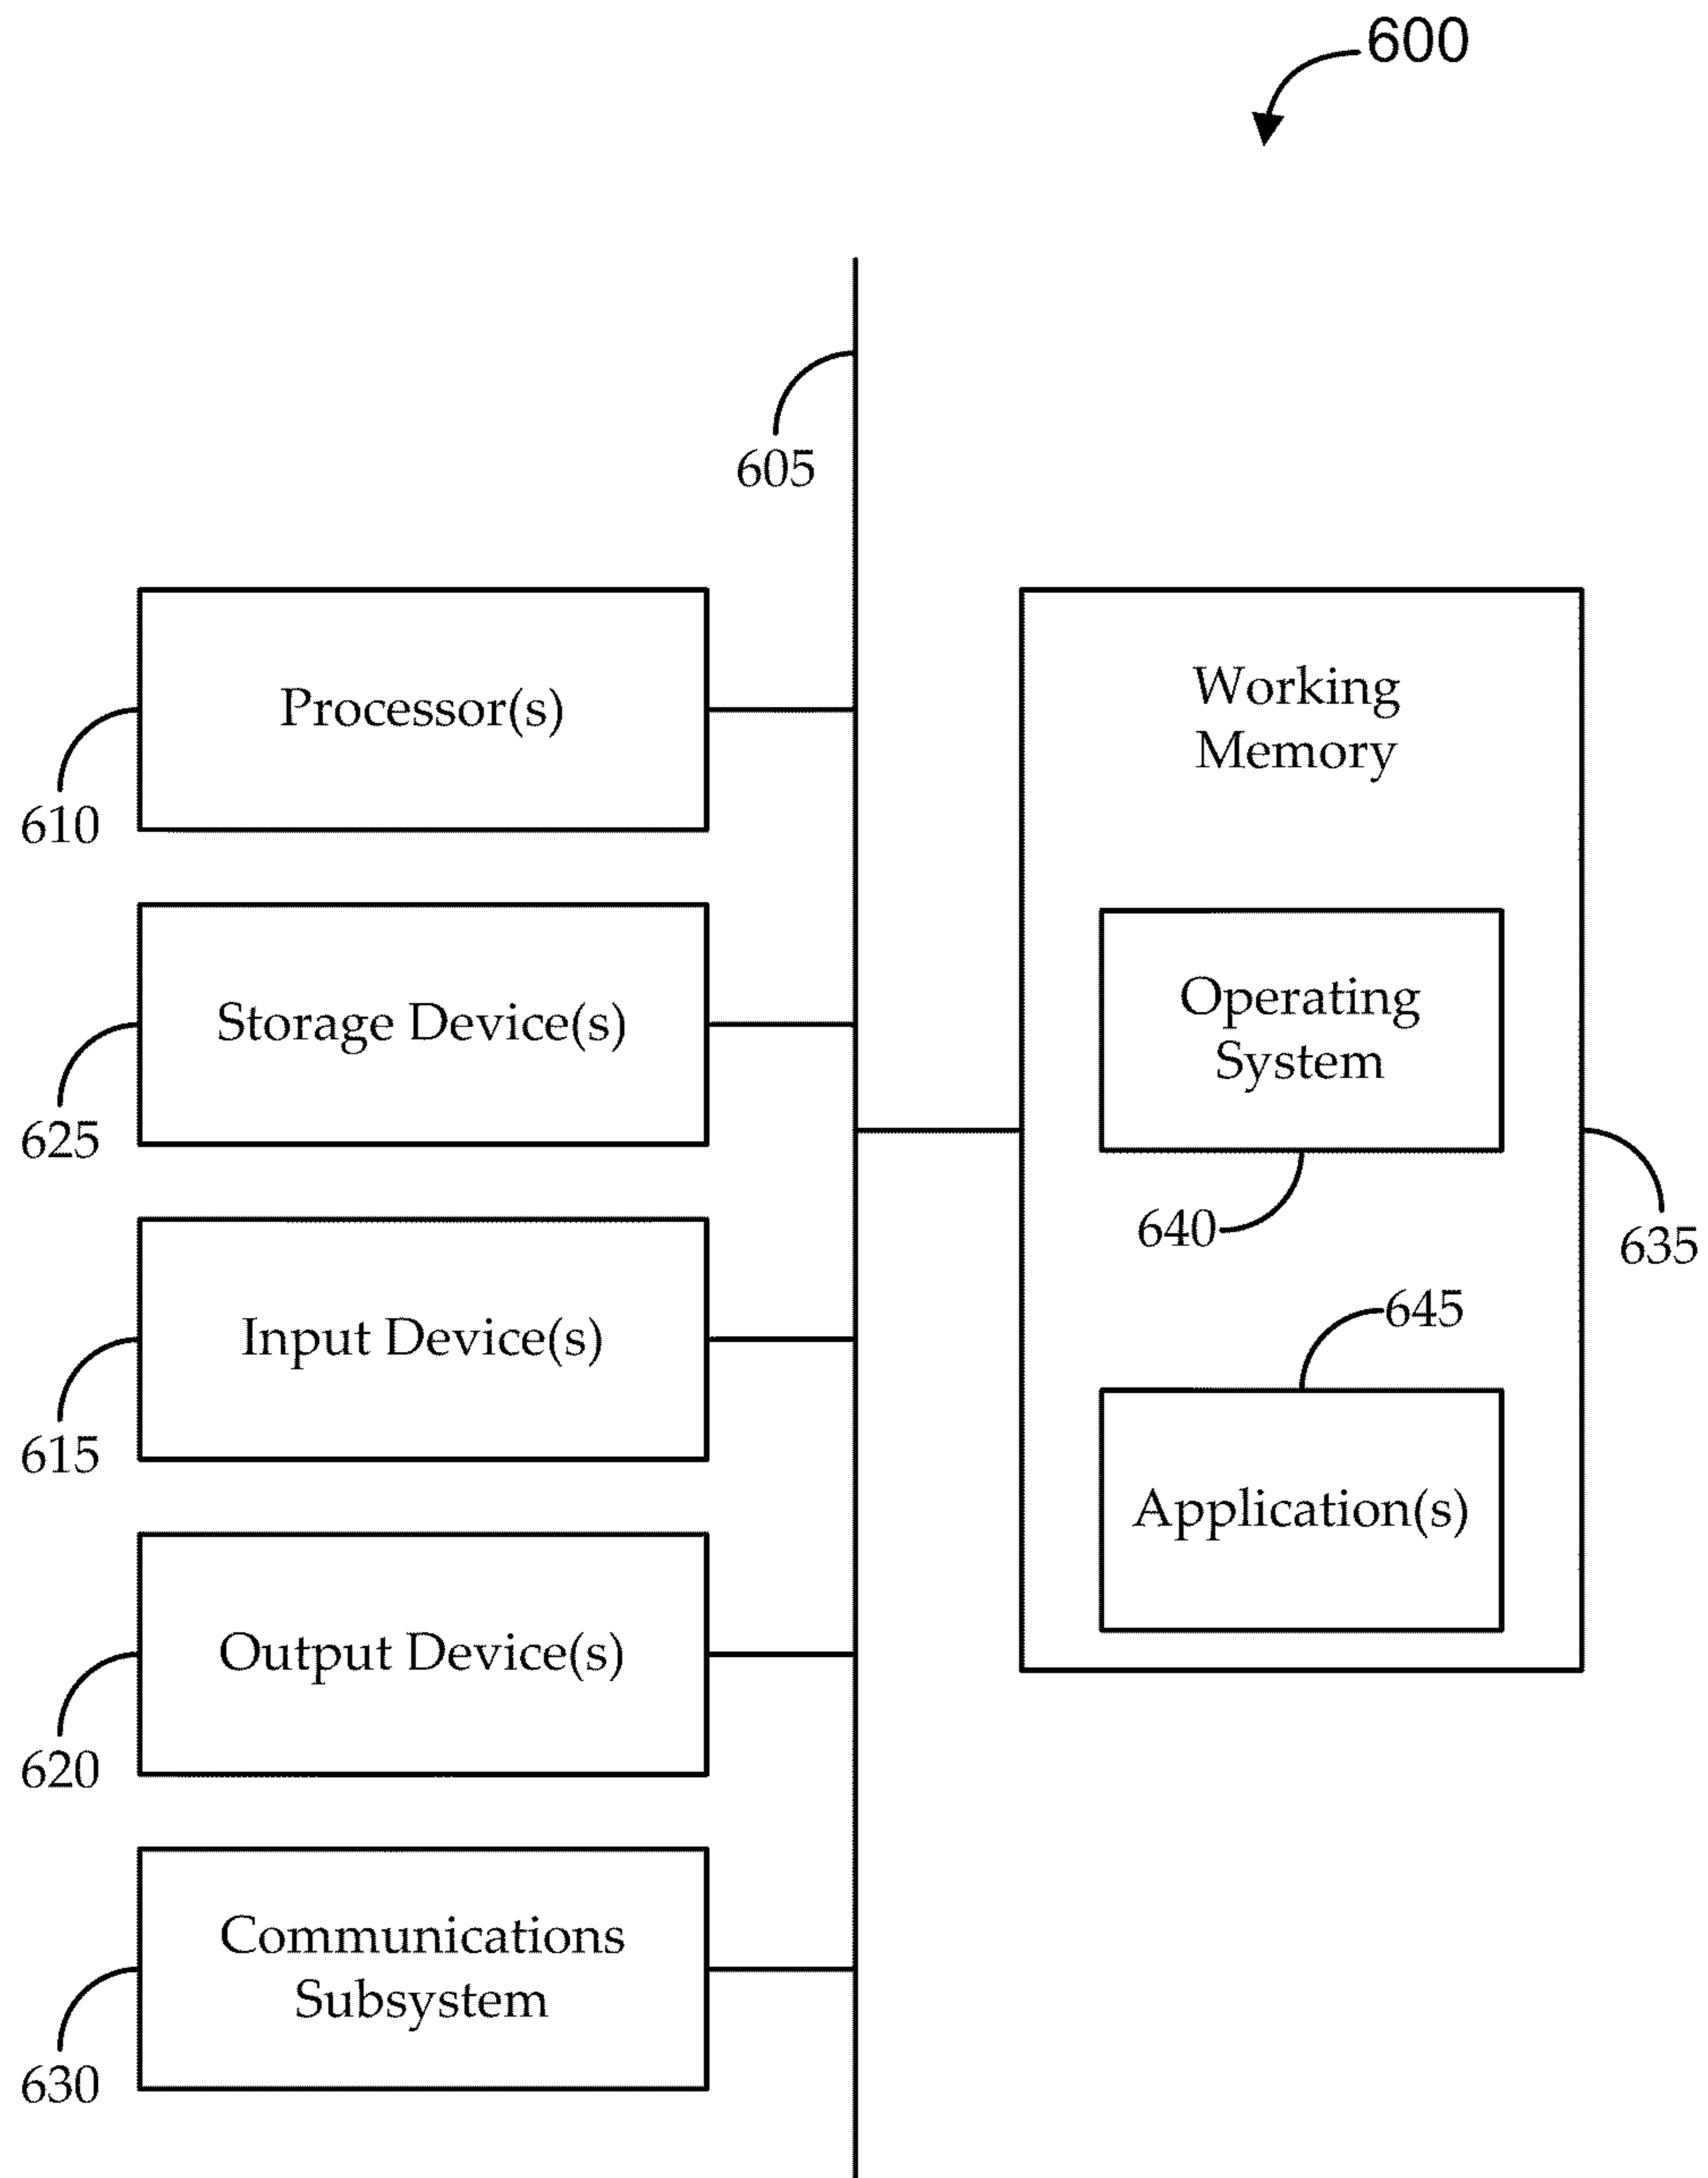 600
605
Processor(s)
610
Storage Device(s)
625
Input Device(s)
615
Output Device(s)
620
Communications
Subsystem
630
Working
Memory
Operating
System
640
635
645
Application(s)